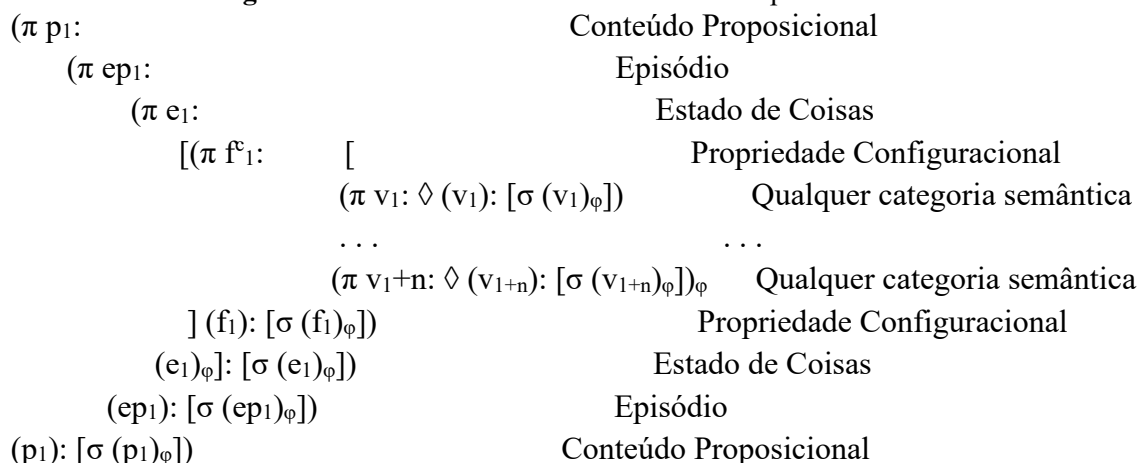 (π p₁: Conteúdo Proposicional
(π ep₁: Episódio
(π e₁: Estado de Coisas
[(π fᶜ₁: [ Propriedade Configuracional
(π v₁: ◊ (v₁): [σ (v₁)ᵩ]) Qualquer categoria semântica
. . . . . .
(π v₁+n: ◊ (v₁₊ₙ): [σ (v₁₊ₙ)ᵩ])ᵩ Qualquer categoria semântica
] (f₁): [σ (f₁)ᵩ]) Propriedade Configuracional
(e₁)ᵩ]: [σ (e₁)ᵩ]) Estado de Coisas
(ep₁): [σ (ep₁)ᵩ]) Episódio
(p₁): [σ (p₁)ᵩ]) Conteúdo Proposicional